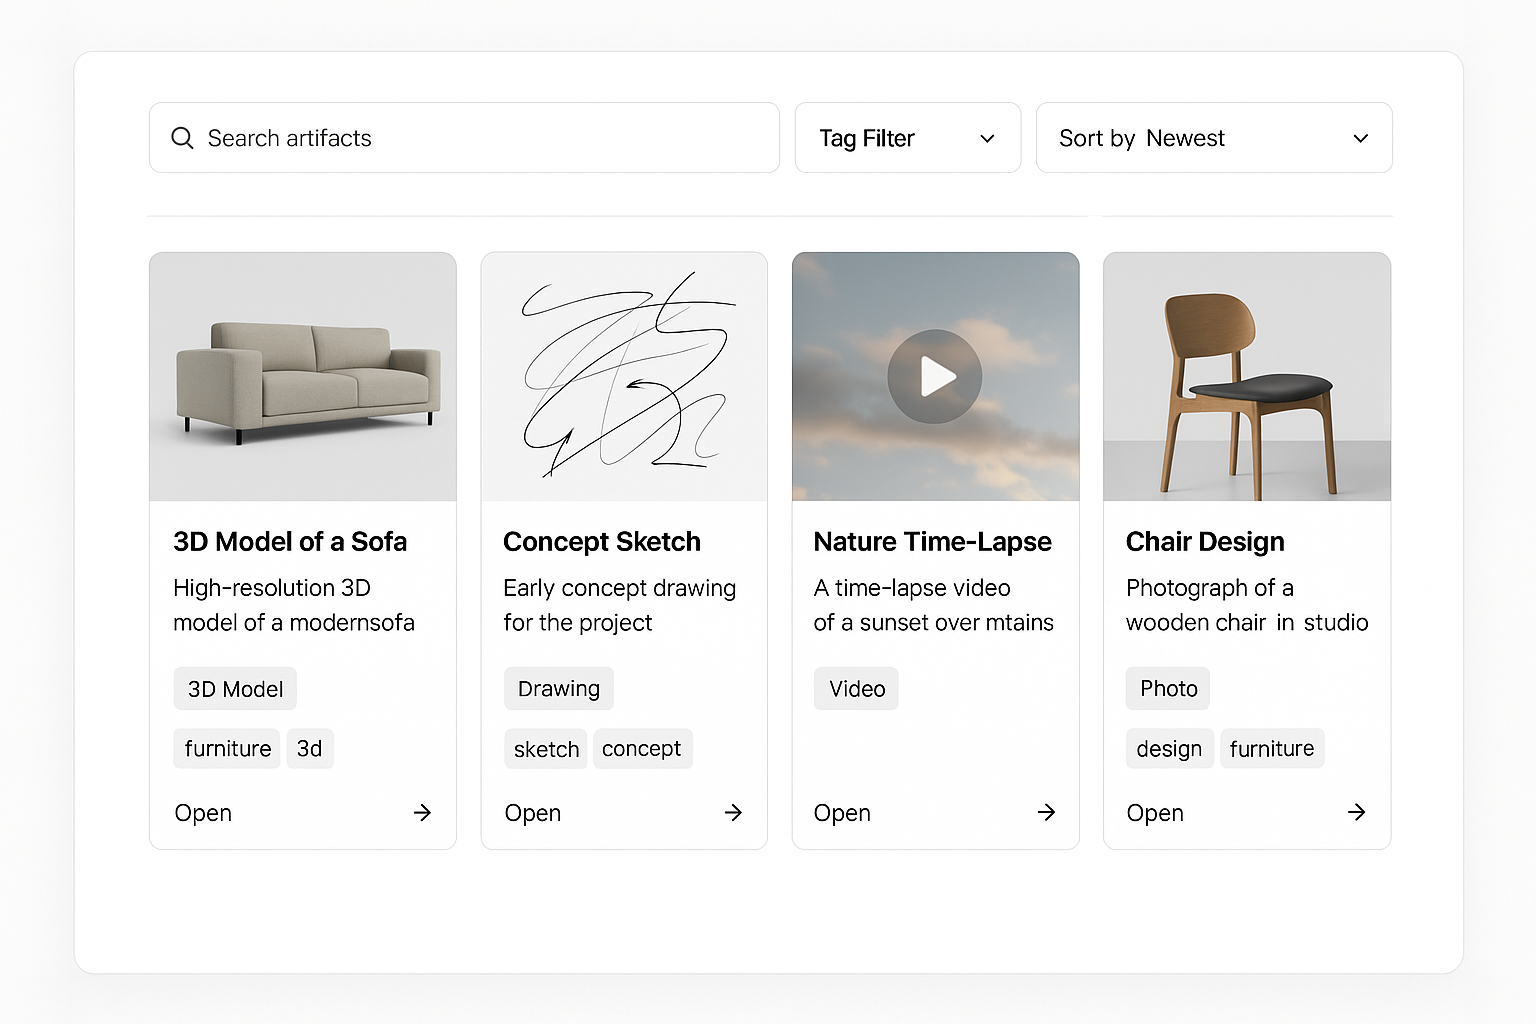 Search artifacts
Tag Filter
Sort by Newest
3D Model of a Sofa
High-resolution 3D
model of a modernsofa
3D Model
furniture 3d
Open
Concept Sketch
Early concept drawing
for the project
Drawing
sketch concept
Open
Nature Time-Lapse
A time-lapse video
of a sunset over mtains
Video
Open
Chair Design
Photograph of a
wooden chair in studio
Photo
design furniture
Open